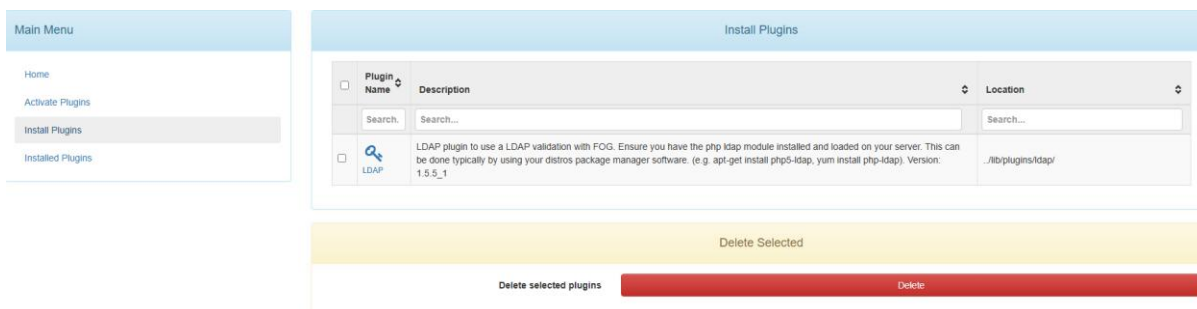 Main Menu
Home
Activate Plugins
Install Plugins
Installed Plugins
Install Plugins
Plugin Name
Description
Location
Search.
Search...
Search...
LDAP
LDAP plugin to use a LDAP validation with FOG. Ensure you have the php ldap module installed and loaded on your server. This can
be done typically by using your distros package manager software. (e.g. apt-get install php5-ldap, yum install php-ldap). Version:
1.5.5_1
../lib/plugins/ldap/
Delete Selected
Delete selected plugins
Delete